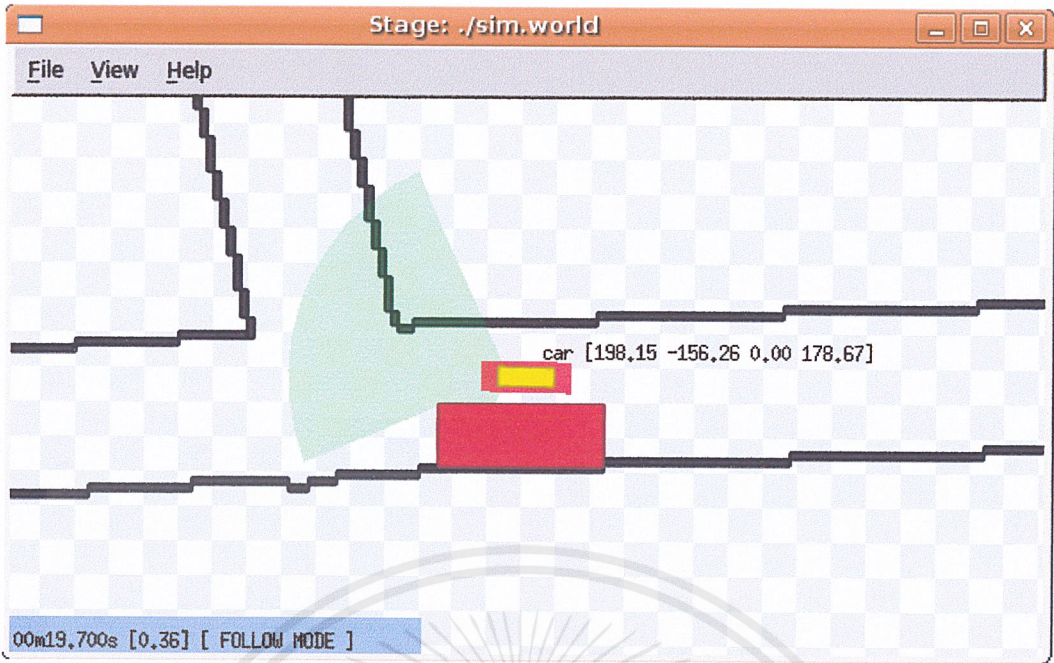 Stage: ./sim.world
File View Help
car [198.15 -156.26 0.00 178.67]
00m19.700s [0.36] [ FOLLOW MODE ]